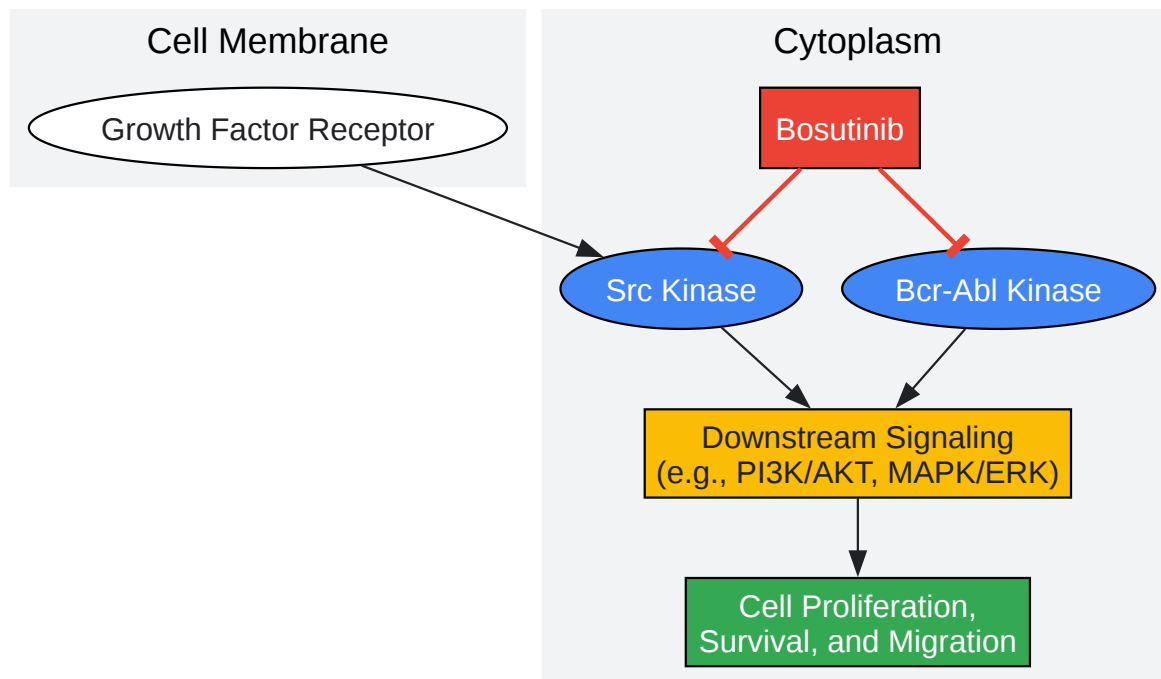 Cell Membrane
Growth Factor Receptor
Cytoplasm
Bosutinib
Src Kinase
Bcr-Abl Kinase
Downstream Signaling
(e.g., PI3K/AKT, MAPK/ERK)
Cell Proliferation,
Survival, and Migration